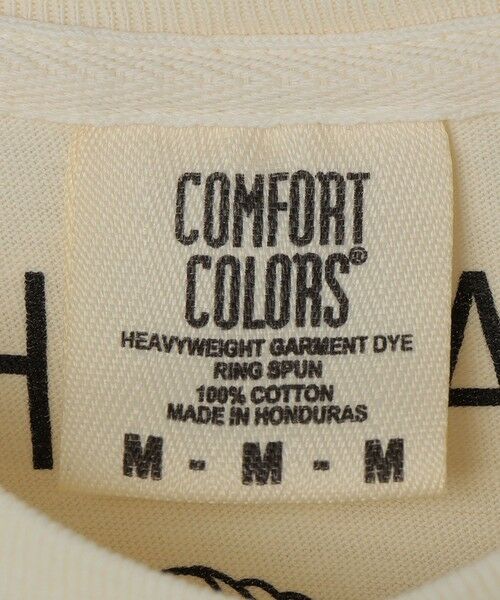 COMFORT
COLORS®
HEAVYWEIGHT GARMENT DYE
RING SPUN
100% COTTON
MADE IN HONDURAS
M - M - M
H
A